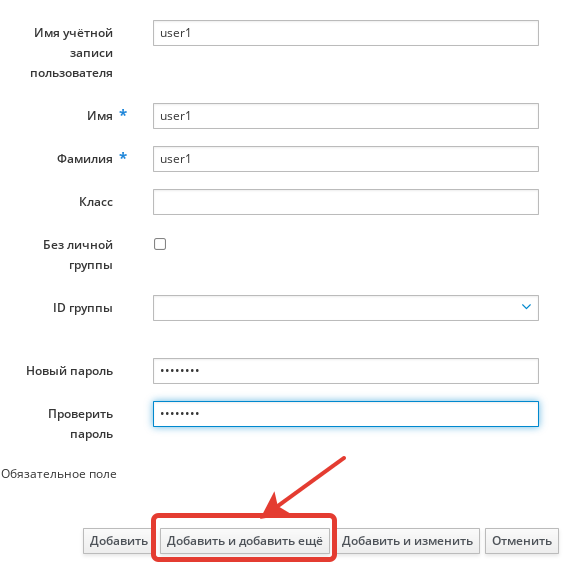 Имя учётной
записи
пользователя
user1
Имя *
user1
Фамилия *
user1
Класс
Без личной
группы
ID группы
Новый пароль
••••••••
Проверить
пароль
••••••••
Обязательное поле
Добавить Добавить и добавить ещё Добавить и изменить Отменить